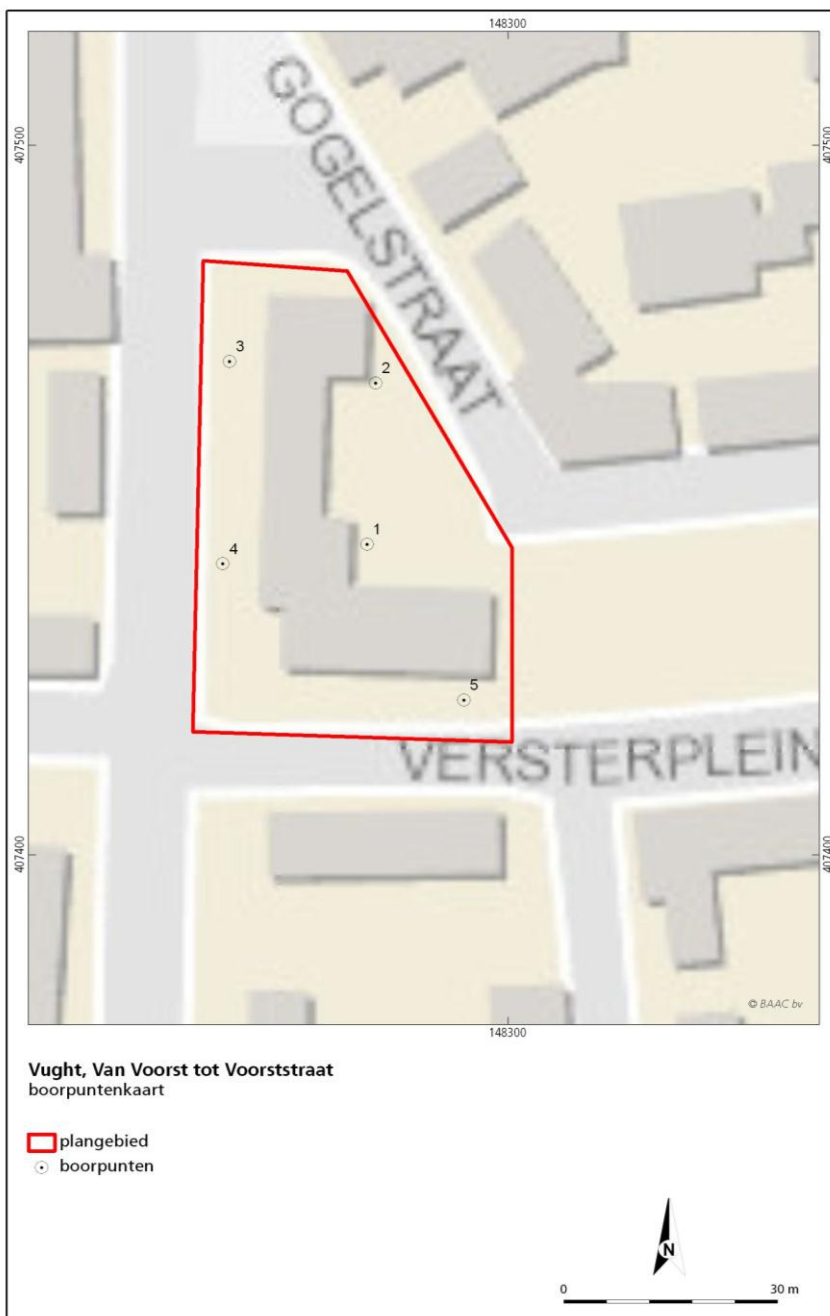 148300
407500
407500
GOGELSTRAAT
3
2
1
4
5
VERSTERPLEIN
407400
407400
© BAAC bv
148300
Vught, Van Voorst tot Voorststraat
boorpuntenkaart
plangebied
boorpunten
N
0 30 m